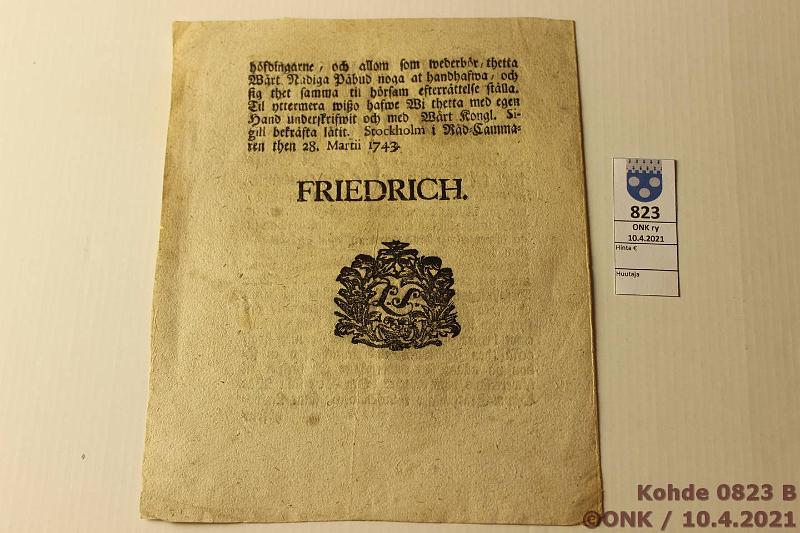 höfdingarne, och allom som wederbör, thetta
Wårt Nådiga Påbud noga at handhafwa, och
sig thet samma til hörsam efterrättelse ställa.
Til yttermera wißo hafwe Wi thetta med egen
Hand underskrifwit och med Wårt Kongl. Si-
gill bekräfta låtit. Stockholm i Råd-Camma-
ren then 28. Martii 1743.
FRIEDRICH.
823
ONK ry
10.4.2021
Hinta €
Huutaja
Kohde 0823 B
©ONK / 10.4.2021